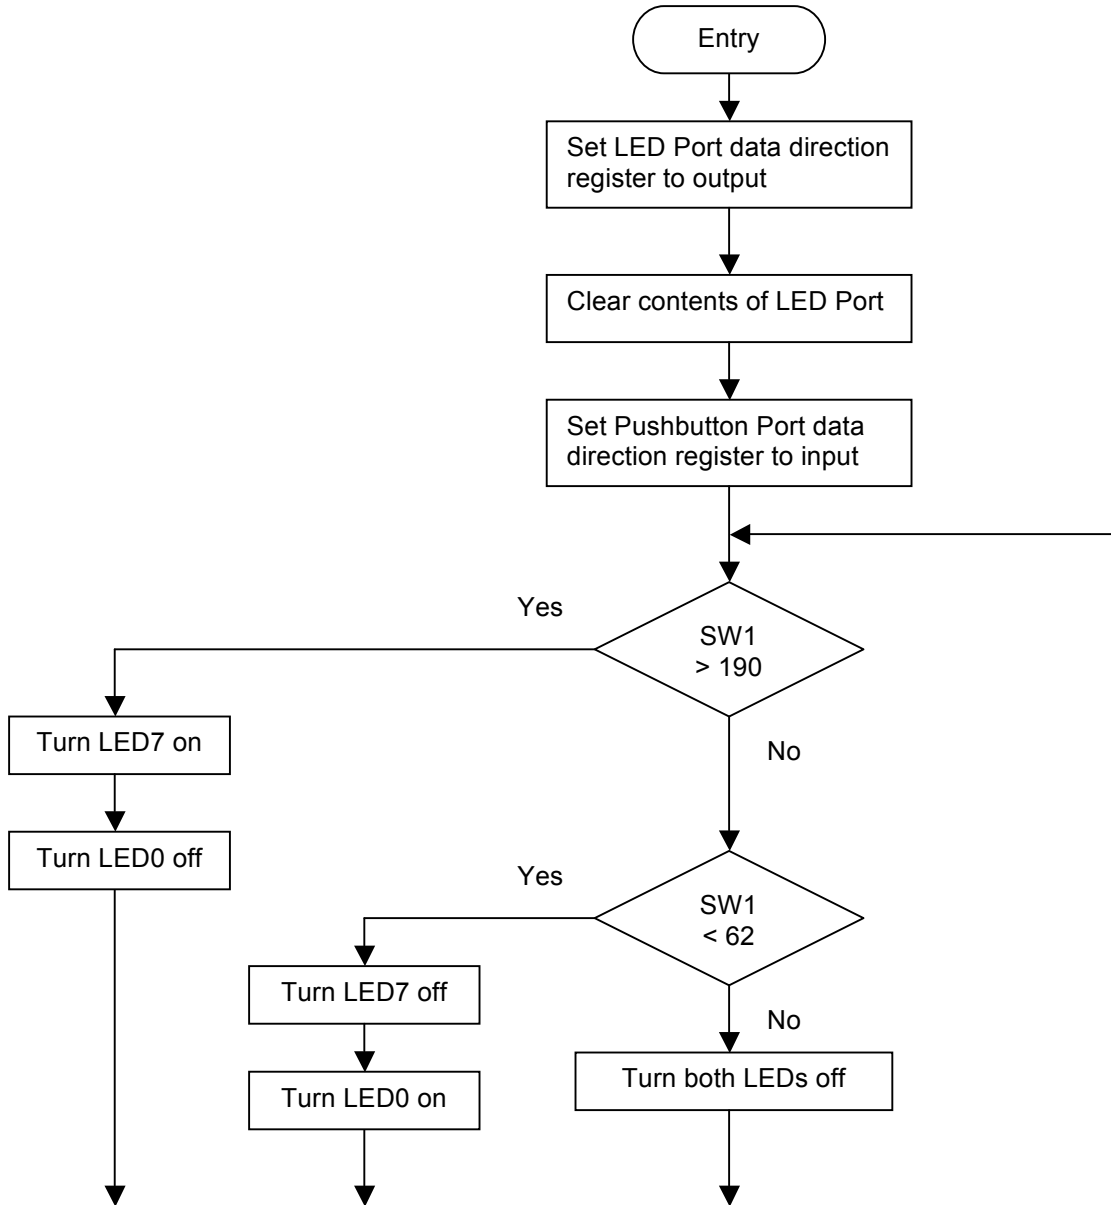 Entry
Set LED Port data direction
register to output
Clear contents of LED Port
Set Pushbutton Port data
direction register to input
Yes
SW1
> 190
Turn LED7 on
No
Turn LED0 off
Yes
SW1
< 62
Turn LED7 off
No
Turn both LEDs off
Turn LED0 on